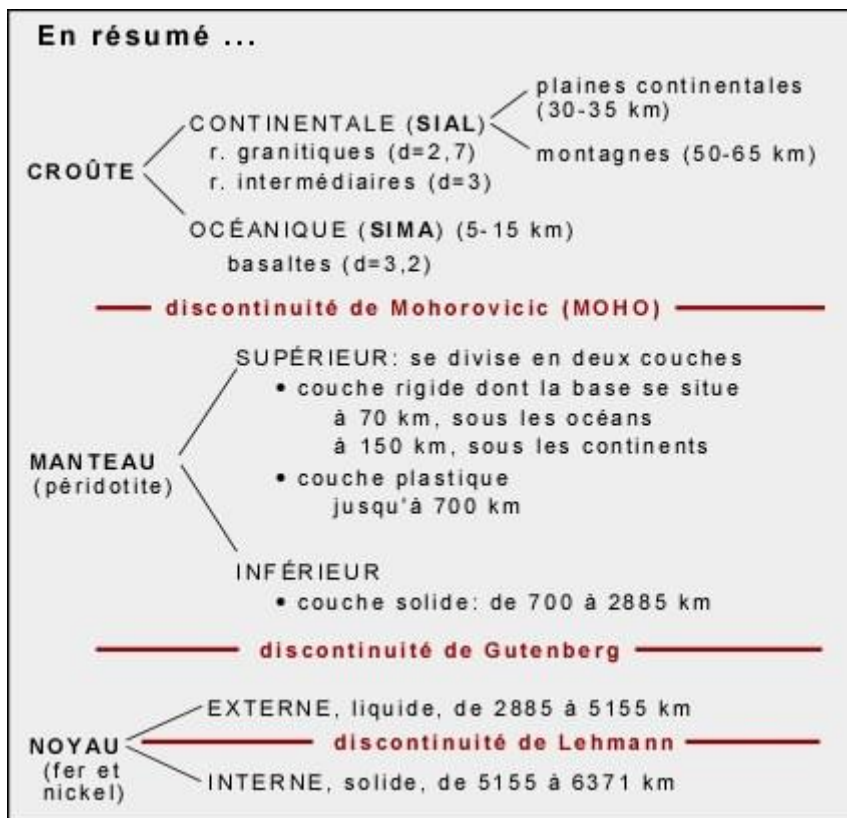 En résumé ...
plaines continentales
(30-35 km)
CONTINENTALE (SIAL)
r. granitiques (d=2,7)
montagnes (50-65 km)
r. intermédiaires (d=3)
CROÛTE
OCÉANIQUE (SIMA) (5-15 km)
basaltes (d=3,2)
discontinuité de Mohorovicic (MOHO)
SUPÉRIEUR: se divise en deux couches
• couche rigide dont la base se situe
à 70 km, sous les océans
à 150 km, sous les continents
MANTEAU
(péridotite)
• couche plastique
jusqu'à 700 km
INFÉRIEUR
• couche solide: de 700 à 2885 km
discontinuité de Gutenberg
EXTERNE, liquide, de 2885 à 5155 km
NOYAU
(fer et
nickel)
discontinuité de Lehmann
INTERNE, solide, de 5155 à 6371 km